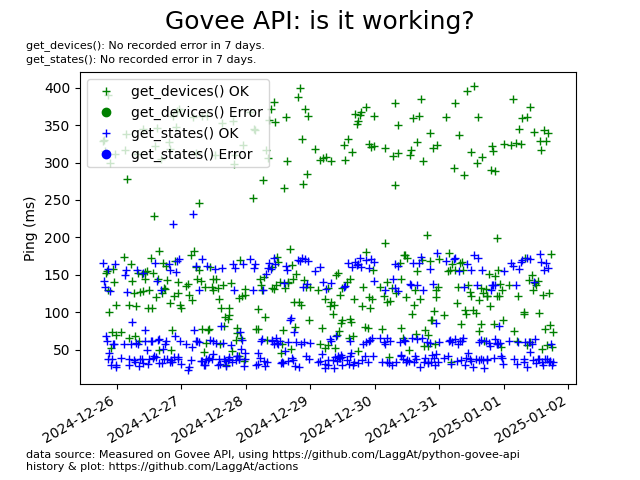 Govee API: is it working?
get_devices(): No recorded error in 7 days.
get_states(): No recorded error in 7 days.
get_devices() OK
get_devices() Error
get_states() OK
get_states() Error
Ping (ms)
400
350
300
250
200
150
100
50
2024-12-26
2024-12-27
2024-12-28
2024-12-29
2024-12-30
2024-12-31
2025-01-01
2025-01-02
data source: Measured on Govee API, using https://github.com/LaggAt/python-govee-api
history & plot: https://github.com/LaggAt/actions